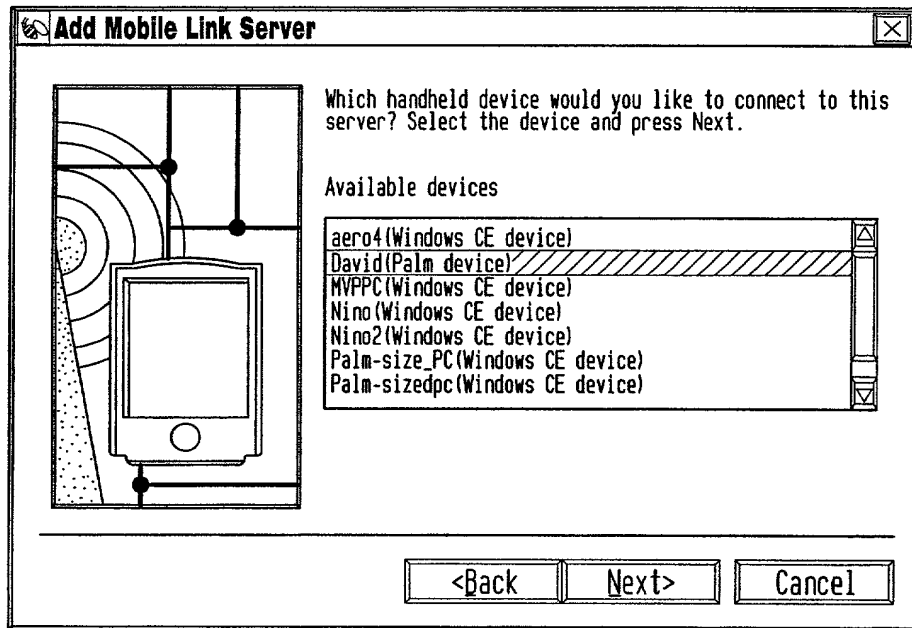 Add Mobile Link Server
Which handheld device would you like to connect to this
server? Select the device and press Next.
Available devices
aero4(Windows CE device)
David(Palm device)
MVPPC(Windows CE device)
Nino(Windows CE device)
Nino2(Windows CE device)
Palm-size_PC(Windows CE device)
Palm-sizedpc(Windows CE device)
<Back
Next>
Cancel